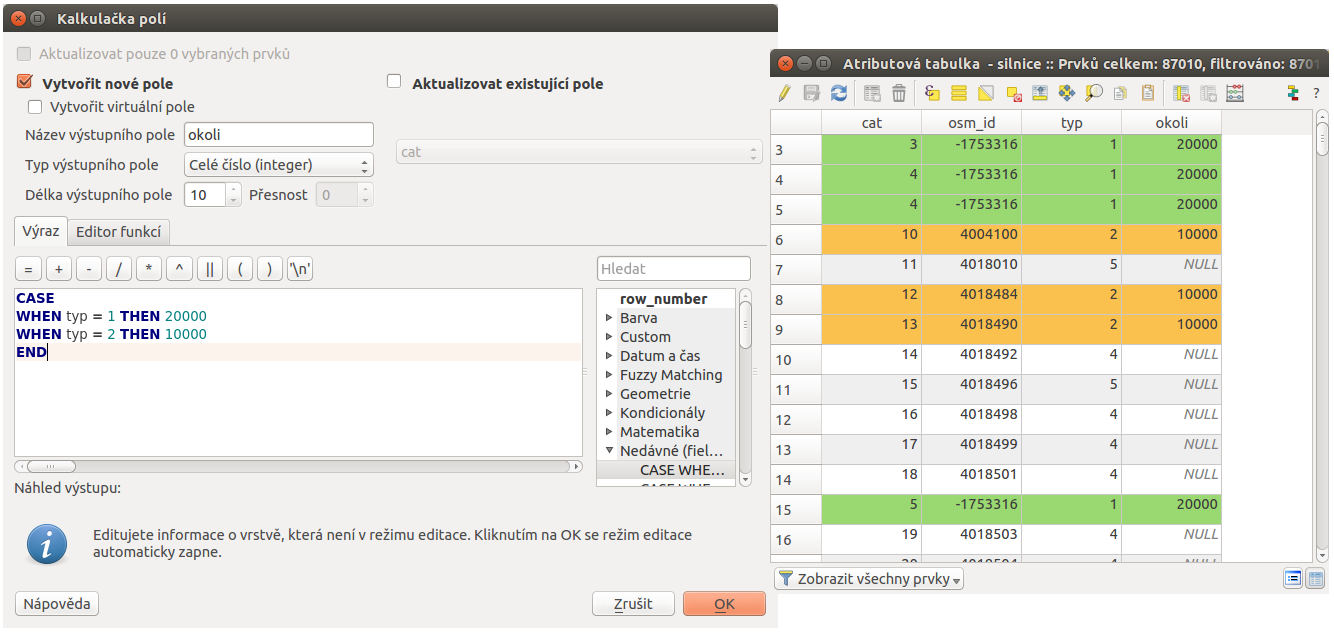 Kalkulačka polí
Aktualizovat pouze 0 vybraných prvků
Vytvořit nové pole
Aktualizovat existující pole
Vytvořit virtuální pole
Název výstupního pole okoli
cat
Typ výstupního pole Celé číslo (integer)
Délka výstupního pole 10 Přesnost 0
Výraz Editor funkcí
= + - / * ^ || ( ) '\n'
Hledat
CASE
WHEN typ = 1 THEN 20000
WHEN typ = 2 THEN 10000
END
row_number
Barva
Custom
Datum a čas
Fuzzy Matching
Geometrie
Kondicionály
Matematika
Nedávné (fiel...
CASE WHE...
Náhled výstupu:
Editujete informace o vrstvě, která není v režimu editace. Kliknutím na OK se režim editace
automaticky zapne.
Nápověda Zrušit OK
Atributová tabulka - silnice :: Prvků celkem: 87010, filtrováno: 8701
cat osm_id typ okoli
3 3 -1753316 1 20000
4 4 -1753316 1 20000
5 4 -1753316 1 20000
6 10 4004100 2 10000
7 11 4018010 5 NULL
8 12 4018484 2 10000
9 13 4018490 2 10000
10 14 4018492 4 NULL
11 15 4018496 5 NULL
12 16 4018498 4 NULL
13 17 4018499 4 NULL
14 18 4018501 4 NULL
15 5 -1753316 1 20000
16 19 4018503 4 NULL
Zobrazit všechny prvky